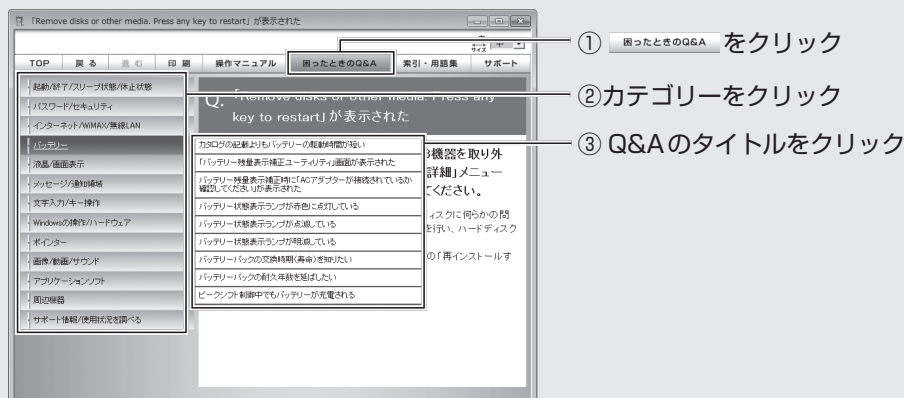 「Remove disks or other media. Press any key to restart」が表示された
サイズ 中
TOP 戻る 進む 印刷 操作マニュアル 困ったときのQ&A 索引・用語集 サポート
① 困ったときのQ&A をクリック
②カテゴリーをクリック
③ Q&Aのタイトルをクリック
起動/終了/スリープ状態/休止状態
パスワード/セキュリティ
インターネット/WiMAX/無線LAN
バッテリー
液晶/画面表示
メッセージ/通知領域
文字入力/キー操作
Windowsの操作/ハードウェア
ポインター
画像/動画/サウンド
アプリケーションソフト
周辺機器
サポート情報/使用状況を調べる
Q. 「Remove disks or other media. Press any
key to restart」が表示された
カタログの記載よりもバッテリーの駆動時間が短い
「バッテリー残量表示補正ユーティリティ」画面が表示された
バッテリー残量表示補正時に「ACアダプターが接続されているか
確認してください」が表示された
バッテリー状態表示ランプが赤色に点灯している
バッテリー状態表示ランプが点滅している
バッテリー状態表示ランプが明滅している
バッテリーパックの交換時期(寿命)を知りたい
バッテリーパックの耐久年数を延ばしたい
ピークシフト制御中でもバッテリーが充電される
機器を取り外
詳細」メニュー
てください。
ィスクに何らかの問
を行い、ハードディスク
の「再インストールす